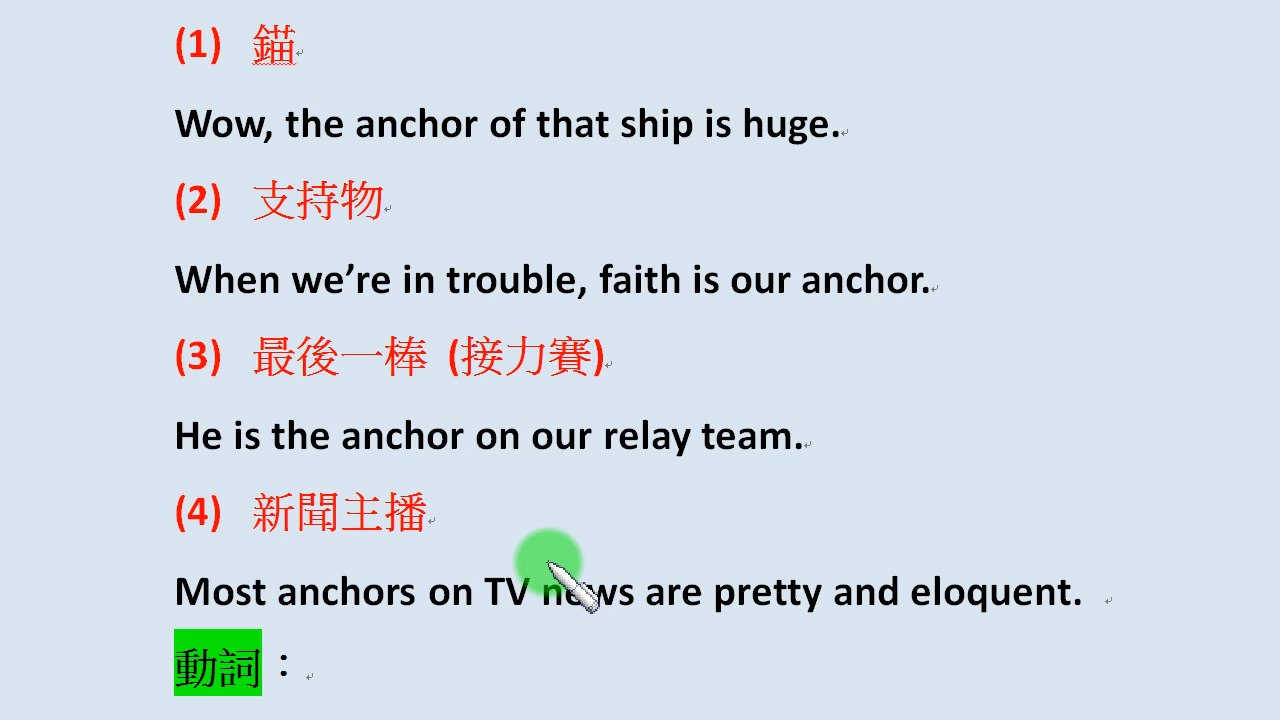 (1) 錨
Wow, the anchor of that ship is huge.
(2) 支持物
When we’re in trouble, faith is our anchor.
(3) 最後一棒 (接力賽)
He is the anchor on our relay team.
(4) 新聞主播
Most anchors on TV news are pretty and eloquent.
動詞：